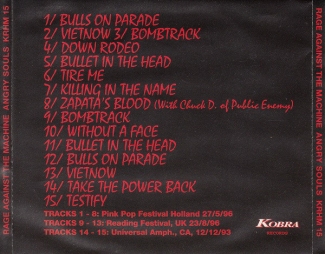 RAGE AGAINST THE MACHINE ANGRY SOULS KRHM 15
1/ BULLS ON PARADE
2/ VIETNOW 3/ BOMBTRACK
4/ DOWN RODEO
5/ BULLET IN THE HEAD
6/ TIRE ME
7/ KILLING IN THE NAME
8/ ZAPATA'S BLOOD (With Chuck D. of Public Enemy)
9/ BOMBTRACK
10/ WITHOUT A FACE
11/ BULLET IN THE HEAD
12/ BULLS ON PARADE
13/ VIETNOW
14/ TAKE THE POWER BACK
15/ TESTIFY
TRACKS 1 - 8: Pink Pop Festival Holland 27/5/96
TRACKS 9 - 13: Reading Festival, UK 23/8/96
TRACKS 14 - 15: Universal Amph., CA, 12/12/93
KOBRA
RECORDS
RAGE AGAINST THE MACHINE ANGRY SOULS KRHM 15